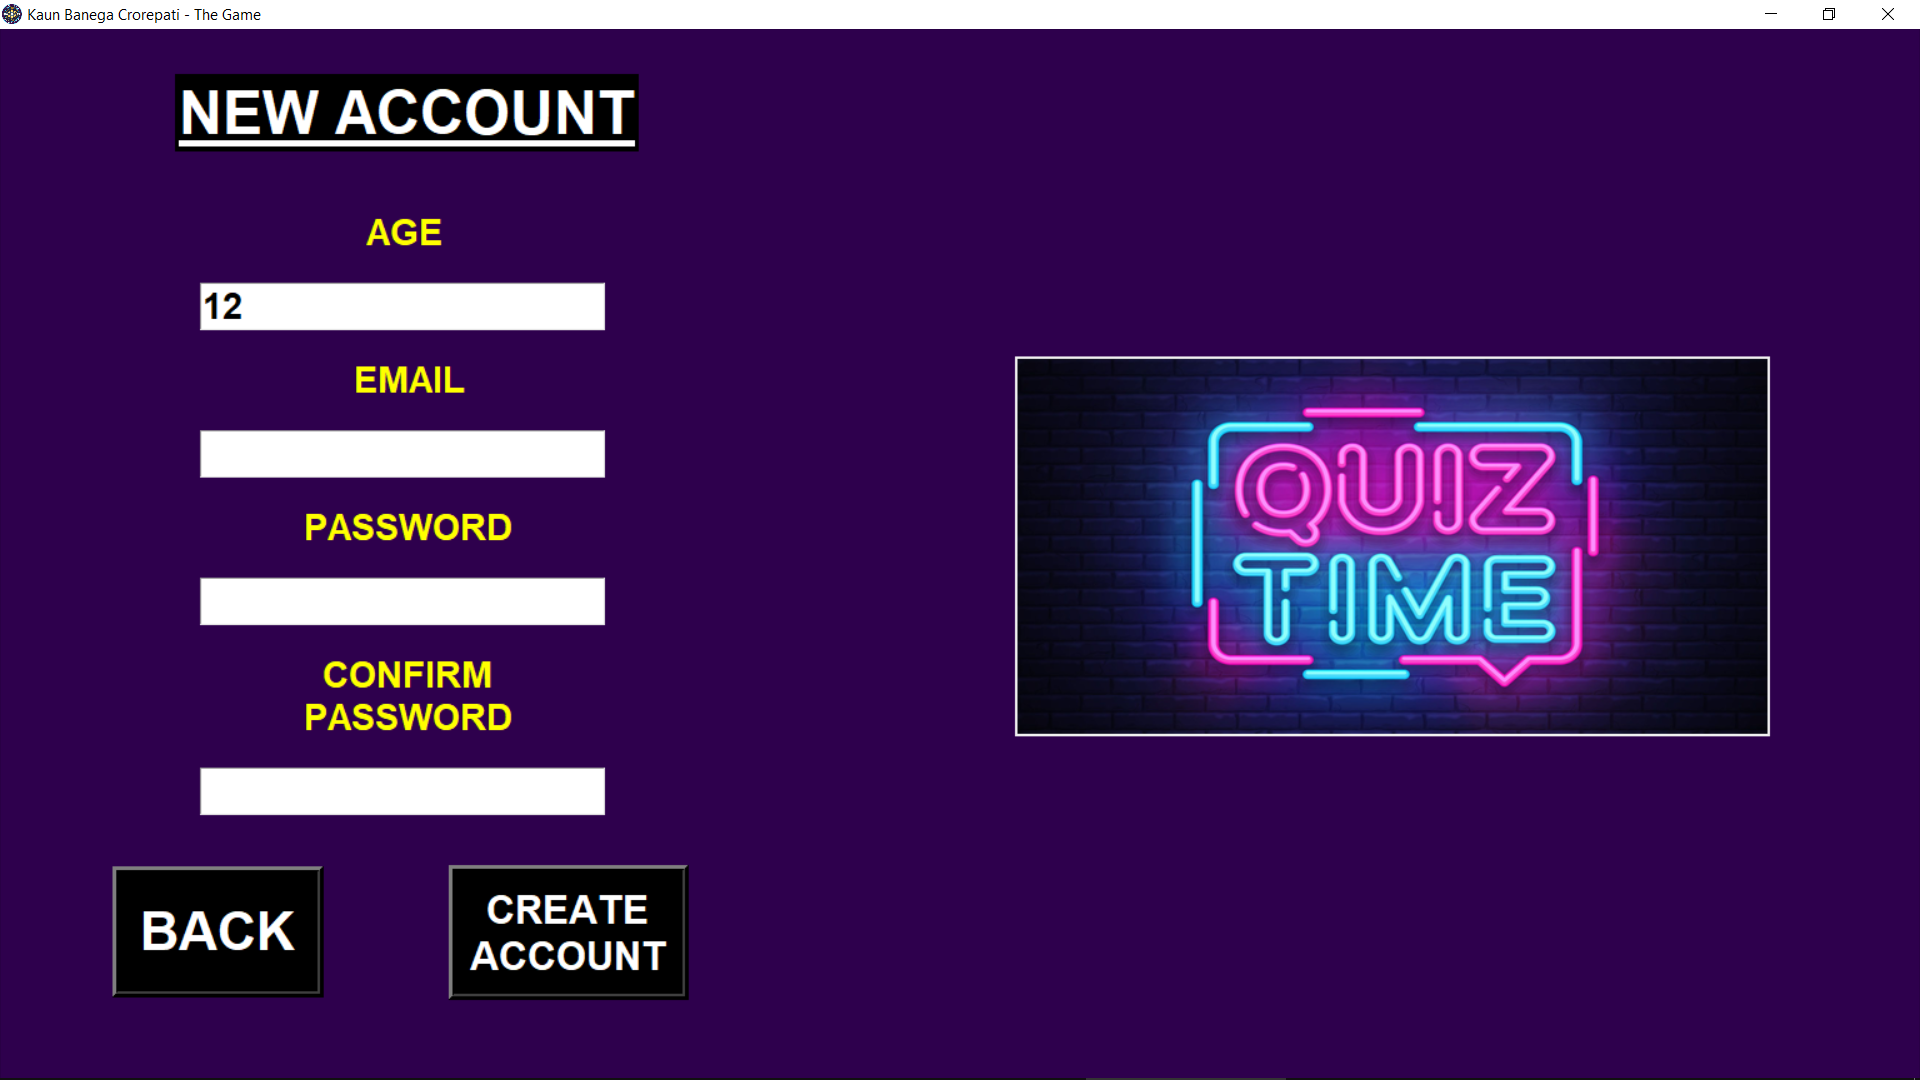 Kaun Banega Crorepati - The Game
NEW ACCOUNT
AGE
12
EMAIL
PASSWORD
CONFIRM
PASSWORD
BACK
CREATE
ACCOUNT
QUIZ
TIME